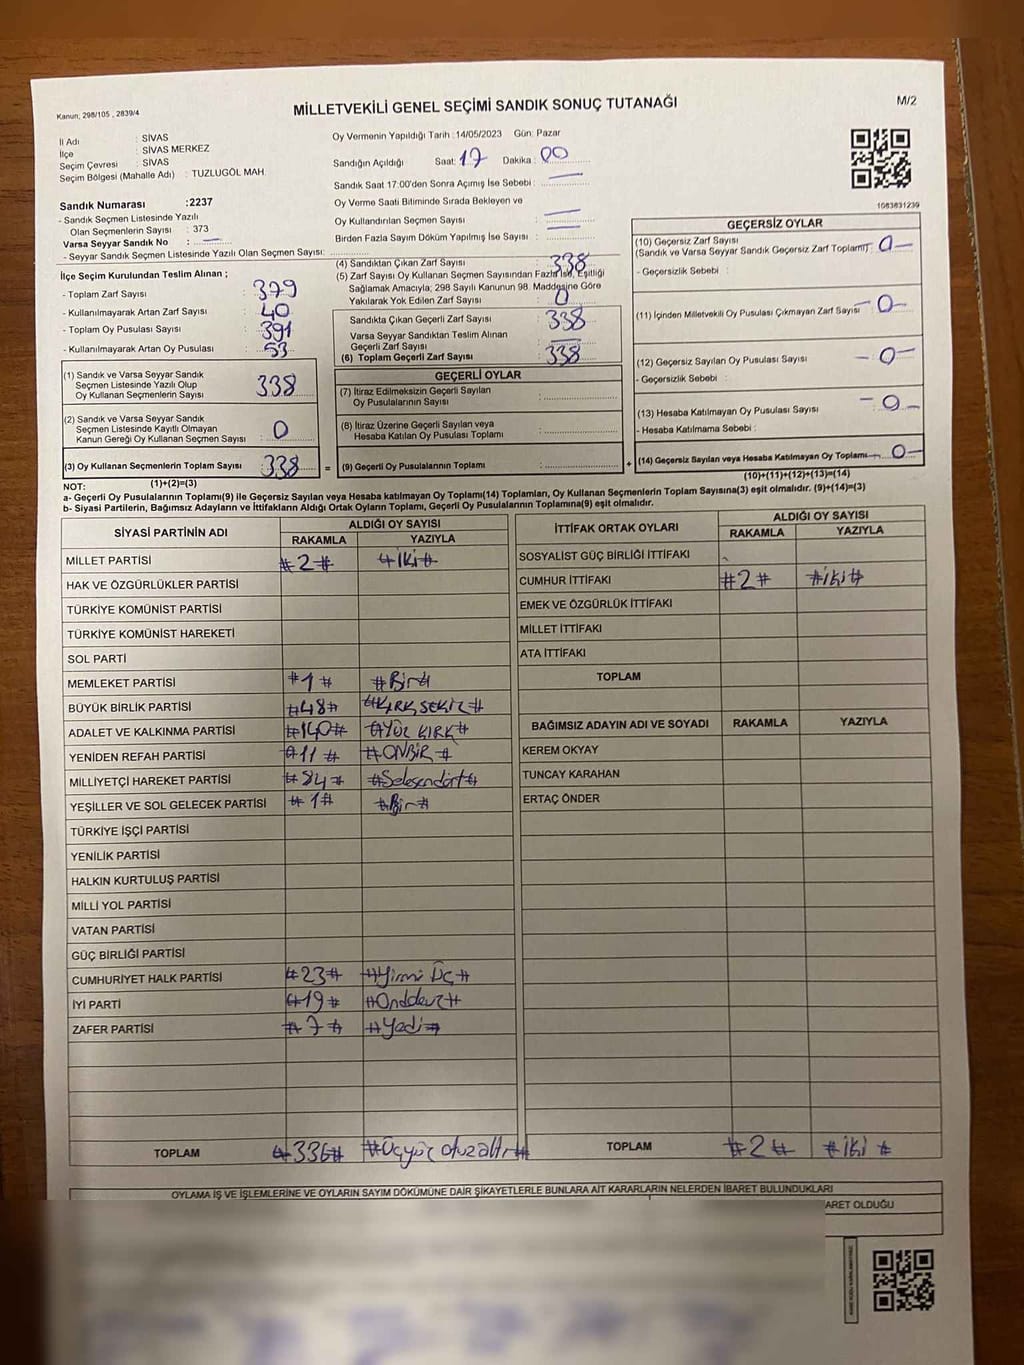 Kanun; 298/105 , 2839/4
MİLLETVEKİLİ GENEL SEÇİMİ SANDIK SONUÇ TUTANAĞI
M/2
İl Adı : SİVAS
İlçe : SİVAS MERKEZ
Seçim Çevresi : SİVAS
Seçim Bölgesi (Mahalle Adı) : TUZLUGÖL MAH.
Oy Vermenin Yapıldığı Tarih :14/05/2023 Gün: Pazar
Sandığın Açıldığı Saat: 17 Dakika : 00
Sandık Saat 17:00'den Sonra Açımış İse Sebebi :
Oy Verme Saati Bitiminde Sırada Bekleyen ve
Oy Kullandırılan Seçmen Sayısı :
Birden Fazla Sayım Döküm Yapılmış İse Sayısı :
1083831239
Sandık Numarası :2237
- Sandık Seçmen Listesinde Yazılı
Olan Seçmenlerin Sayısı : 373
Varsa Seyyar Sandık No :
- Seyyar Sandık Seçmen Listesinde Yazılı Olan Seçmen Sayısı:
İlçe Seçim Kurulundan Teslim Alınan ;
- Toplam Zarf Sayısı : 379
- Kullanılmayarak Artan Zarf Sayısı : 40
- Toplam Oy Pusulası Sayısı : 391
- Kullanılmayarak Artan Oy Pusulası : 53
(1) Sandık ve Varsa Seyyar Sandık
Seçmen Listesinde Yazılı Olup
Oy Kullanan Seçmenlerin Sayısı : 338
(2) Sandık ve Varsa Seyyar Sandık
Seçmen Listesinde Kayıtlı Olmayan
Kanun Gereği Oy Kullanan Seçmen Sayısı : 0
(3) Oy Kullanan Seçmenlerin Toplam Sayısı : 338
(1)+(2)=(3)
(4) Sandıktan Çıkan Zarf Sayısı : 338
(5) Zarf Sayısı Oy Kullanan Seçmen Sayısından Fazla İse, Eşitliği
Sağlamak Amacıyla; 298 Sayılı Kanunun 98. Maddesine Göre
Yakılarak Yok Edilen Zarf Sayısı : 0
Sandıkta Çıkan Geçerli Zarf Sayısı : 338
Varsa Seyyar Sandıktan Teslim Alınan
Geçerli Zarf Sayısı :
(6) Toplam Geçerli Zarf Sayısı : 338
GEÇERLİ OYLAR
(7) İtiraz Edilmeksizin Geçerli Sayılan
Oy Pusulalarının Sayısı :
(8) İtiraz Üzerine Geçerli Sayılan veya
Hesaba Katılan Oy Pusulası Toplamı :
= (9) Geçerli Oy Pusulalarının Toplamı :
GEÇERSİZ OYLAR
(10) Geçersiz Zarf Sayısı
(Sandık ve Varsa Seyyar Sandık Geçersiz Zarf Toplamı) : 0 -
- Geçersizlik Sebebi :
(11) İçinden Milletvekili Oy Pusulası Çıkmayan Zarf Sayısı : - 0 -
(12) Geçersiz Sayılan Oy Pusulası Sayısı : - 0 -
- Geçersizlik Sebebi :
(13) Hesaba Katılmayan Oy Pusulası Sayısı : - 0 -
- Hesaba Katılmama Sebebi :
+ (14) Geçersiz Sayılan veya Hesaba Katılmayan Oy Toplamı : - 0 -
(10)+(11)+(12)+(13)=(14)
NOT:
a- Geçerli Oy Pusulalarının Toplamı(9) ile Geçersiz Sayılan veya Hesaba katılmayan Oy Toplamı(14) Toplamları, Oy Kullanan Seçmenlerin Toplam Sayısına(3) eşit olmalıdır. (9)+(14)=(3)
b- Siyasi Partilerin, Bağımsız Adayların ve İttifakların Aldığı Ortak Oyların Toplamı, Geçerli Oy Pusulalarının Toplamına(9) eşit olmalıdır.
SİYASİ PARTİNİN ADI ALDIĞI OY SAYISI
RAKAMLA YAZIYLA
MİLLET PARTİSİ #2# #İki#
HAK VE ÖZGÜRLÜKLER PARTİSİ
TÜRKİYE KOMÜNİST PARTİSİ
TÜRKİYE KOMÜNİST HAREKETİ
SOL PARTİ
MEMLEKET PARTİSİ #1# #Bir#
BÜYÜK BİRLİK PARTİSİ #48# #KIRK SEKİZ#
ADALET VE KALKINMA PARTİSİ #140# #YÜZ KIRK#
YENİDEN REFAH PARTİSİ #11# #ONBİR#
MİLLİYETÇİ HAREKET PARTİSİ #84# #Seksendört#
YEŞİLLER VE SOL GELECEK PARTİSİ #1# #Bir#
TÜRKİYE İŞÇİ PARTİSİ
YENİLİK PARTİSİ
HALKIN KURTULUŞ PARTİSİ
MİLLİ YOL PARTİSİ
VATAN PARTİSİ
GÜÇ BİRLİĞİ PARTİSİ
CUMHURİYET HALK PARTİSİ #23# #Yirmi Üç#
İYİ PARTİ #19# #Ondokuz#
ZAFER PARTİSİ #7# #Yedi#
TOPLAM #336# #Üçyüz otuzaltı#
İTTİFAK ORTAK OYLARI ALDIĞI OY SAYISI
RAKAMLA YAZIYLA
SOSYALİST GÜÇ BİRLİĞİ İTTİFAKI
CUMHUR İTTİFAKI #2# #iki#
EMEK VE ÖZGÜRLÜK İTTİFAKI
MİLLET İTTİFAKI
ATA İTTİFAKI
TOPLAM
BAĞIMSIZ ADAYIN ADI VE SOYADI RAKAMLA YAZIYLA
KEREM OKYAY
TUNCAY KARAHAN
ERTAÇ ÖNDER
TOPLAM #2# #iki#
OYLAMA İŞ VE İŞLEMLERİNE VE OYLARIN SAYIM DÖKÜMÜNE DAİR ŞİKAYETLERLE BUNLARA AİT KARARLARIN NELERDEN İBARET BULUNDUKLARI
ARET OLDUĞU